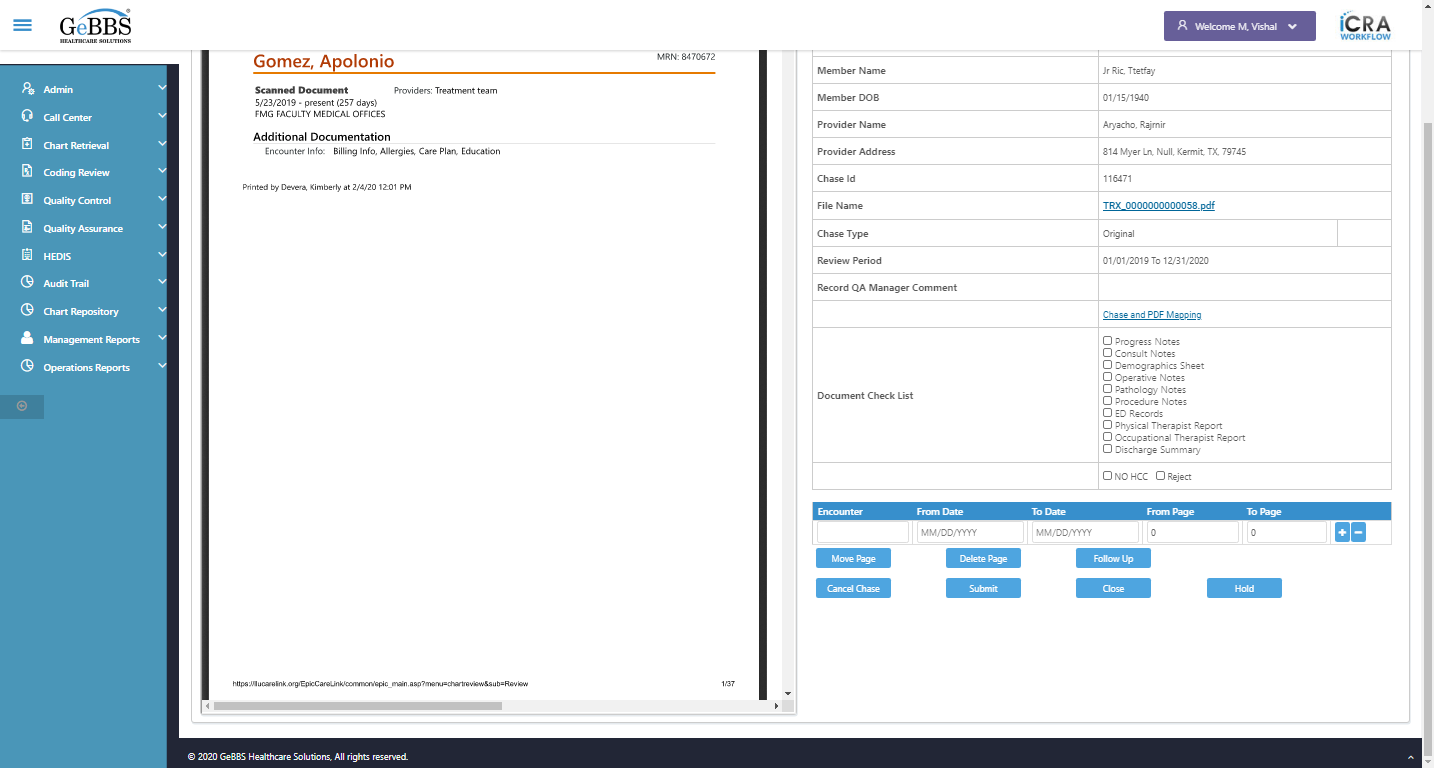 GeBBS
HEALTHCARE SOLUTIONS
Welcome M, Vishal
iCRA
WORKFLOW
Admin
Call Center
Chart Retrieval
Coding Review
Quality Control
Quality Assurance
HEDIS
Audit Trail
Chart Repository
Management Reports
Operations Reports
Gomez, Apolonio
MRN: 8470672
Scanned Document
Providers: Treatment team
5/23/2019 - present (257 days)
FMG FACULTY MEDICAL OFFICES
Additional Documentation
Encounter Info: Billing Info, Allergies, Care Plan, Education
Printed by Devera, Kimberly at 2/4/20 12:01 PM
https://llucarelink.org/EpicCareLink/common/epic_main.asp?menu=chartreview&sub=Review
1/37
Member Name Jr Ric, Ttetfay
Member DOB 01/15/1940
Provider Name Aryacho, Rajrnir
Provider Address 814 Myer Ln, Null, Kermit, TX, 79745
Chase Id 116471
File Name TRX_0000000000058.pdf
Chase Type Original
Review Period 01/01/2019 To 12/31/2020
Record QA Manager Comment
Chase and PDF Mapping
Document Check List
Progress Notes
Consult Notes
Demographics Sheet
Operative Notes
Pathology Notes
Procedure Notes
ED Records
Physical Therapist Report
Occupational Therapist Report
Discharge Summary
NO HCC Reject
Encounter From Date To Date From Page To Page
MM/DD/YYYY MM/DD/YYYY 0 0
Move Page Delete Page Follow Up
Cancel Chase Submit Close Hold
© 2020 GeBBS Healthcare Solutions, All rights reserved.